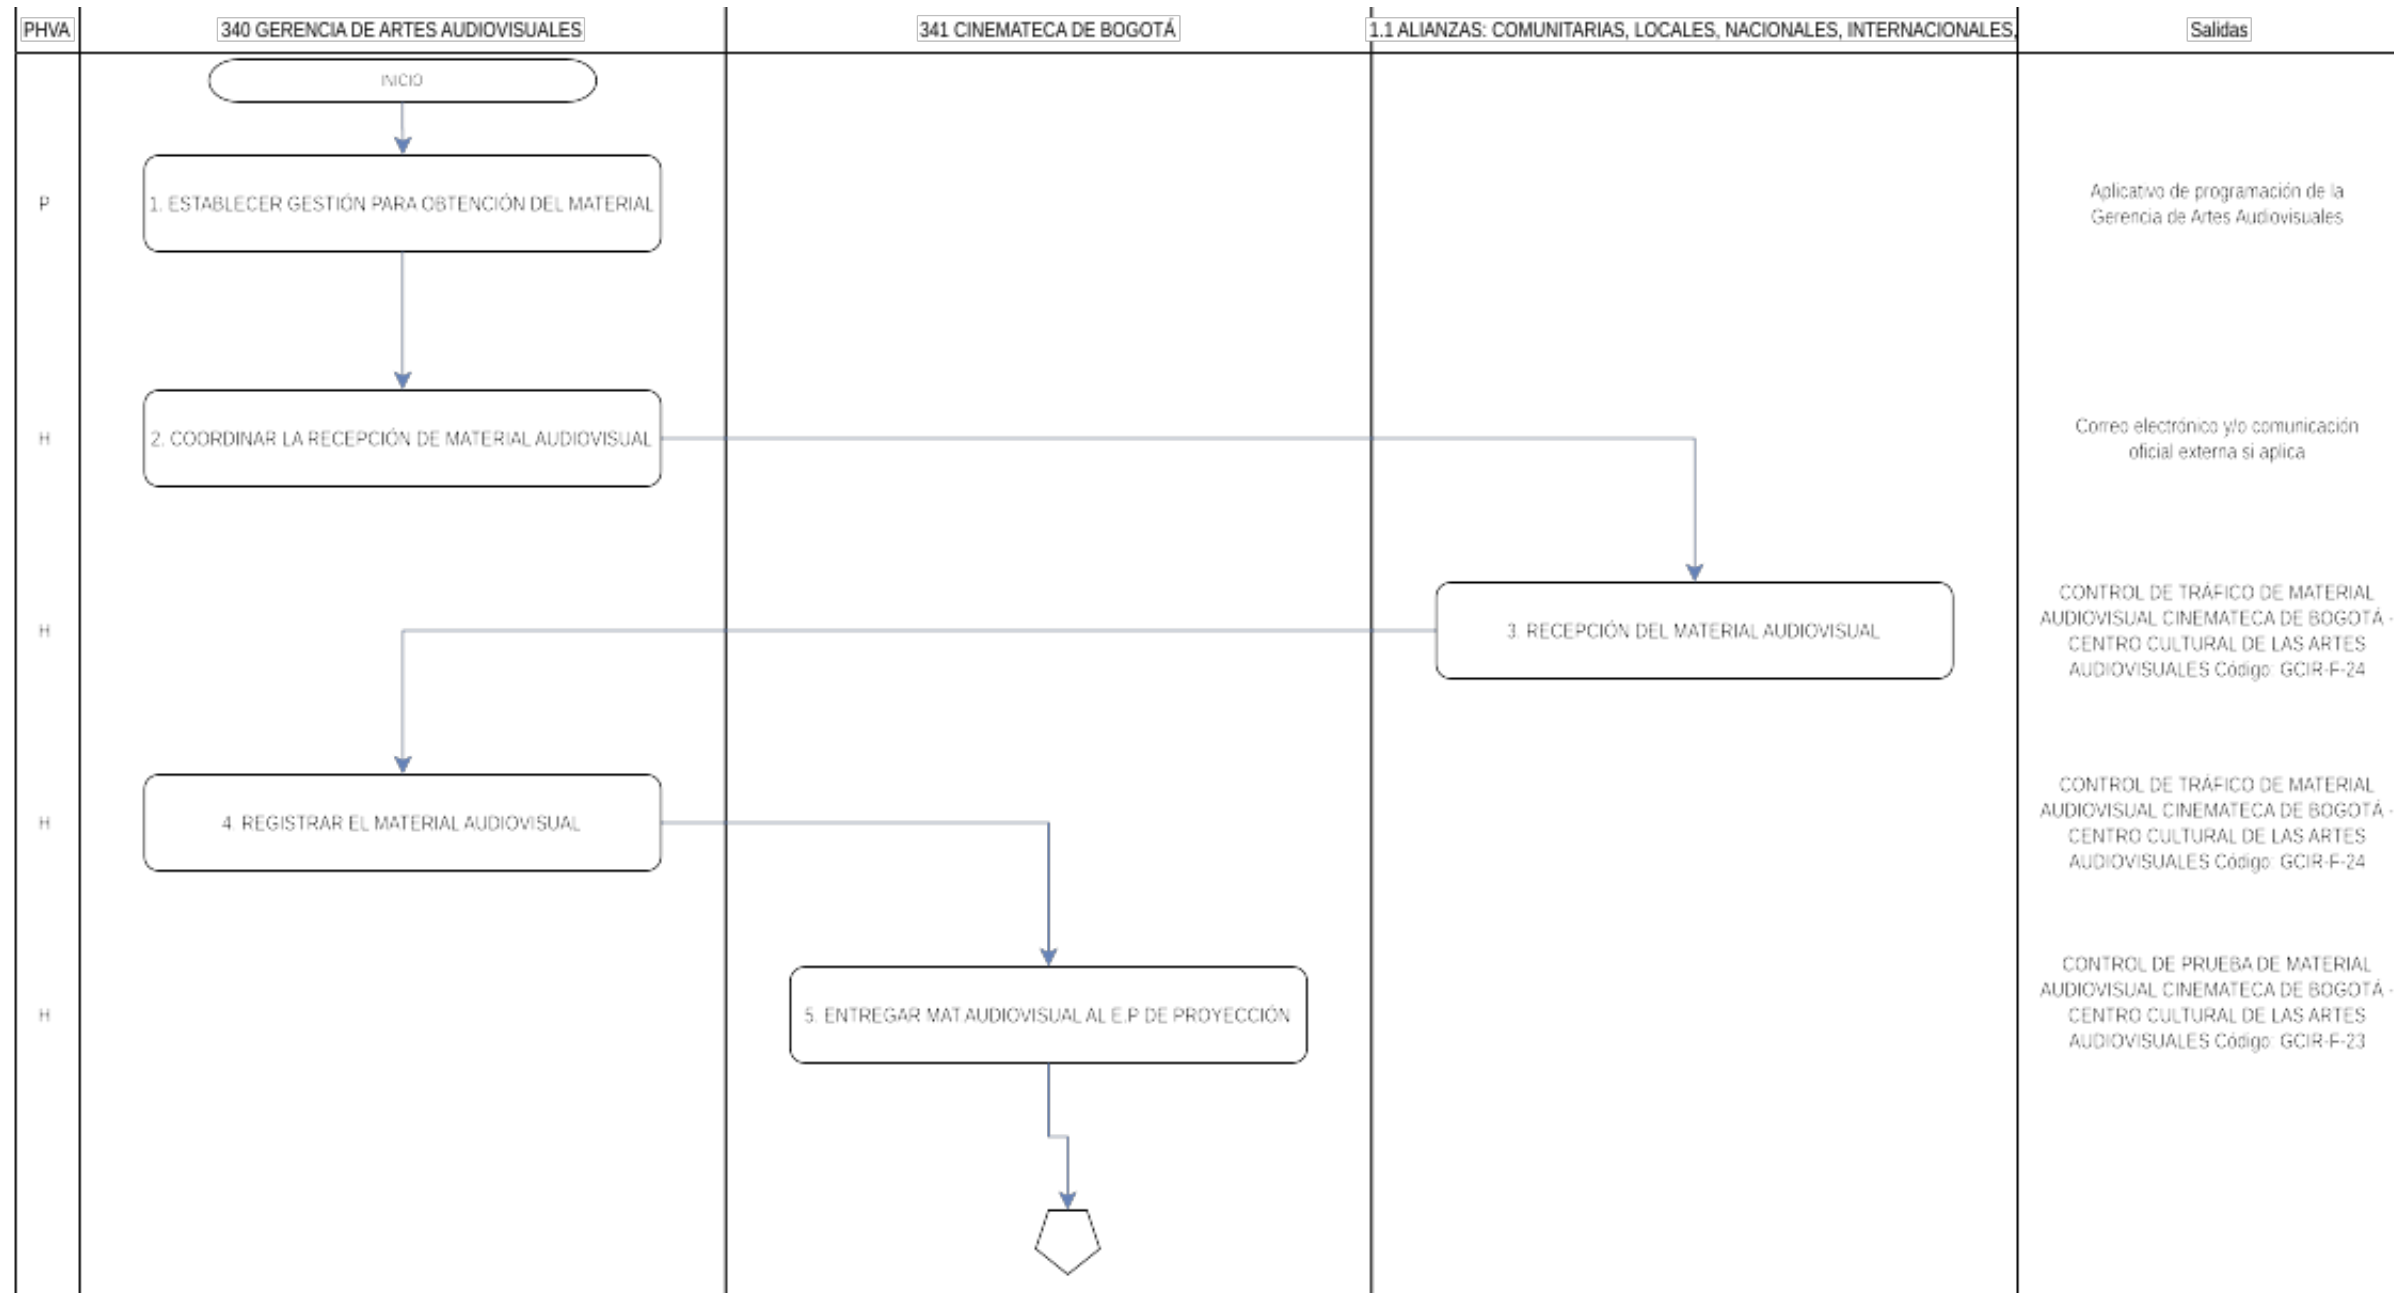 PHVA
340 GERENCIA DE ARTES AUDIOVISUALES
341 CINEMATECA DE BOGOTÁ
1.1 ALIANZAS: COMUNITARIAS, LOCALES, NACIONALES, INTERNACIONALES,
Salidas
INICIO
P
1. ESTABLECER GESTIÓN PARA OBTENCIÓN DEL MATERIAL
Aplicativo de programación de la
Gerencia de Artes Audiovisuales
H
2. COORDINAR LA RECEPCIÓN DE MATERIAL AUDIOVISUAL
Correo electrónico y/o comunicación
oficial externa si aplica
H
3. RECEPCIÓN DEL MATERIAL AUDIOVISUAL
CONTROL DE TRÁFICO DE MATERIAL
AUDIOVISUAL CINEMATECA DE BOGOTÁ -
CENTRO CULTURAL DE LAS ARTES
AUDIOVISUALES Código: GCIR-F-24
H
4. REGISTRAR EL MATERIAL AUDIOVISUAL
CONTROL DE TRÁFICO DE MATERIAL
AUDIOVISUAL CINEMATECA DE BOGOTÁ -
CENTRO CULTURAL DE LAS ARTES
AUDIOVISUALES Código: GCIR-F-24
H
5. ENTREGAR MAT.AUDIOVISUAL AL E.P DE PROYECCIÓN
CONTROL DE PRUEBA DE MATERIAL
AUDIOVISUAL CINEMATECA DE BOGOTÁ -
CENTRO CULTURAL DE LAS ARTES
AUDIOVISUALES Código: GCIR-F-23